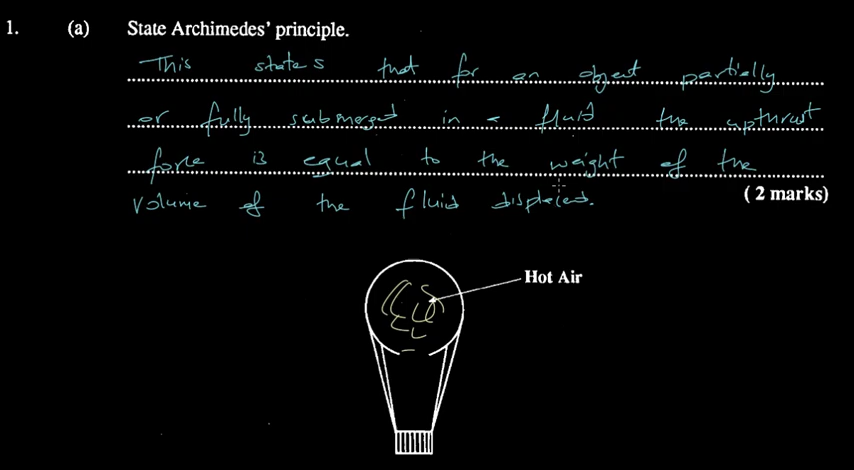 1. (a) State Archimedes' principle.
This states that for an object partially
or fully submerged in a fluid the upthrust
force is equal to the weight of the
(2 marks)
volume of the fluid displaced.
Hot Air